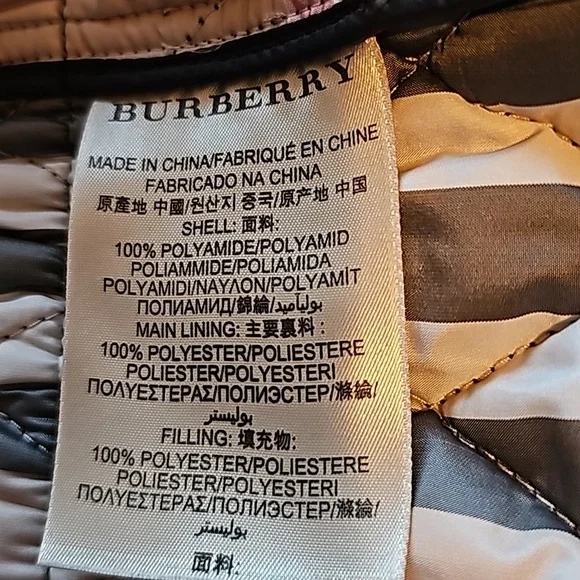 BURBERRY
MADE IN CHINA/FABRIQUÉ EN CHINE
FABRICADO NA CHINA
原產地 中國/원산지 중국/产地 中国
SHELL: 面料:
100% POLYAMIDE/POLYAMID
POLIAMMIDE/POLIAMIDA
POLYAMIDI/ΝΑΥΛΟΝ/POLYAMİT
ПОЛИАМИД/錦綸/بولياميد
MAIN LINING: 主要裏料:
100% POLYESTER/POLIESTERE
POLIESTER/POLYESTERI
ΠΟΛΥΕΣΤΕΡΑΣ/ПОЛИЭСТЕР/滌綸/
بوليستر
FILLING: 填充物:
100% POLYESTER/POLIESTERE
POLIESTER/POLYESTERI
ΠΟΛΥΕΣΤΕΡΑΣ/ПОЛИЭСТЕР/滌綸/
بوليستر
面料: